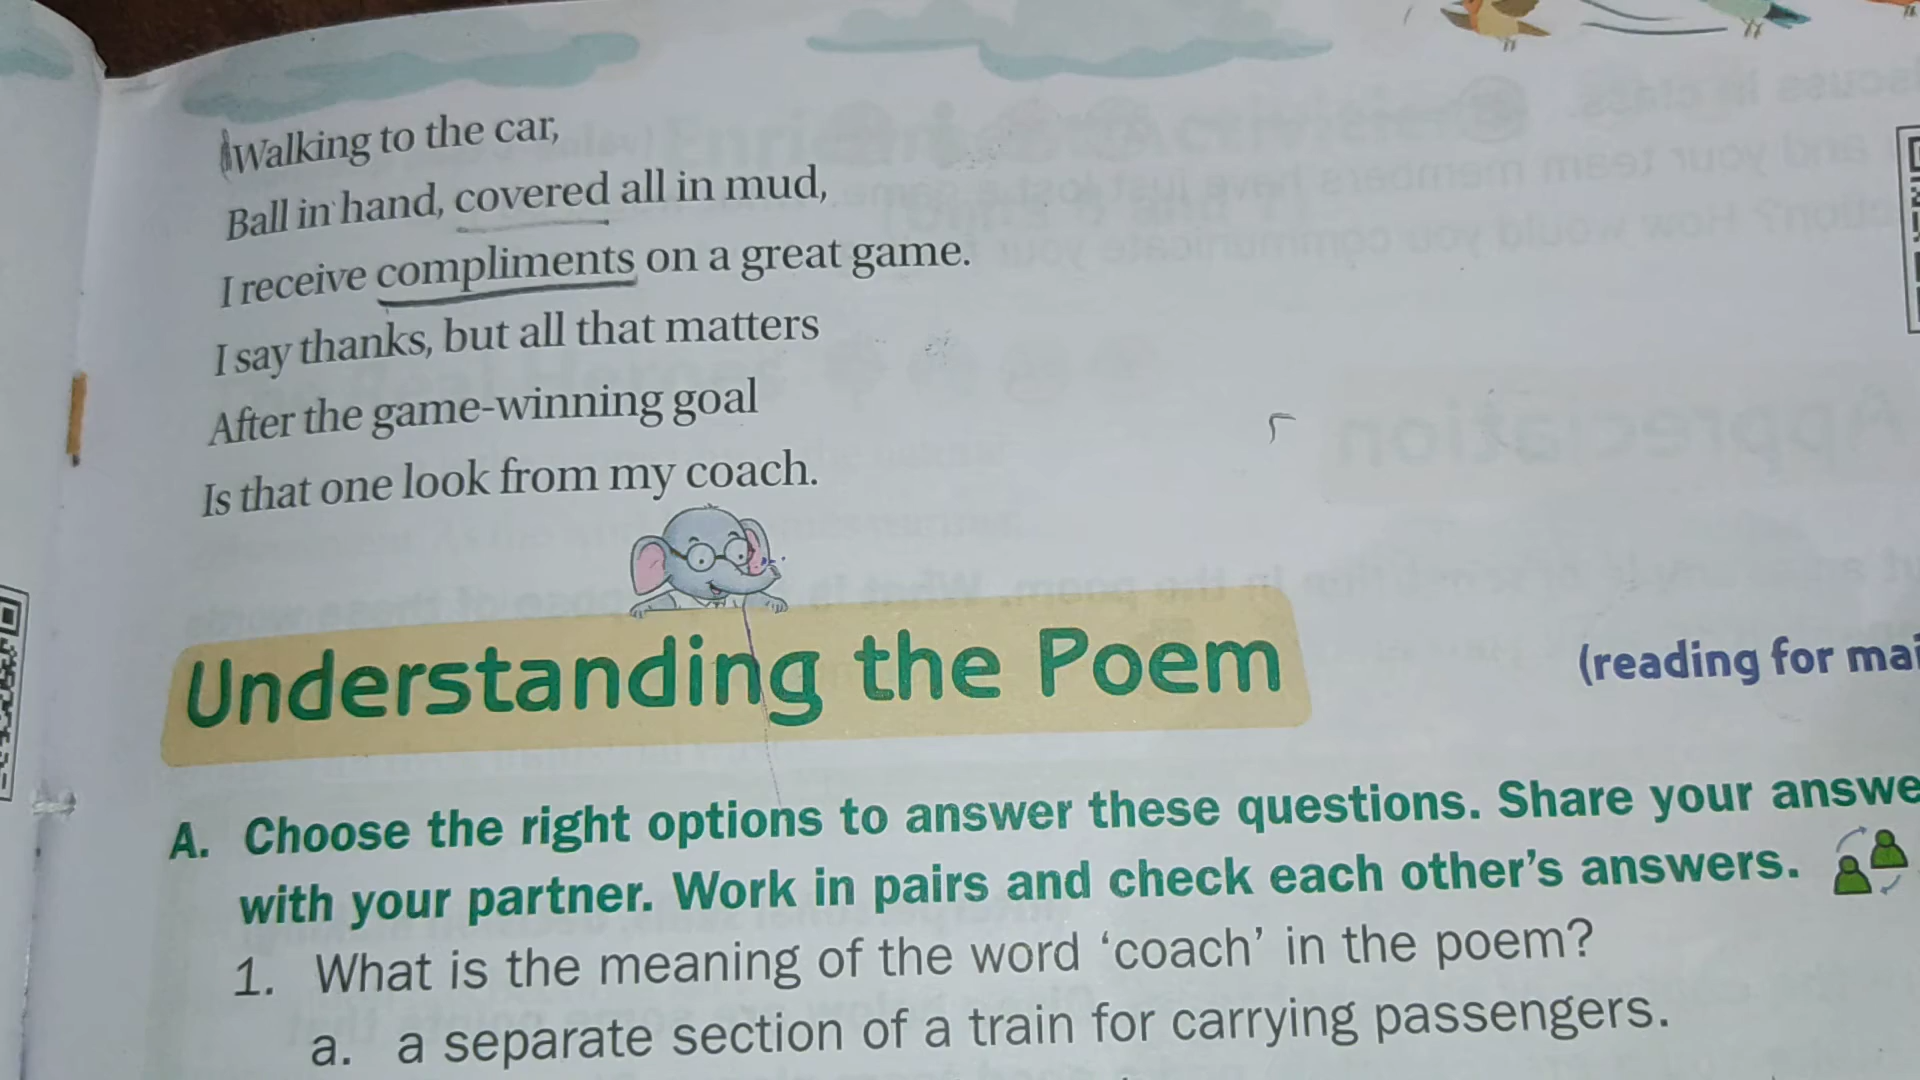 Walking to the car,
Ball in hand, covered all in mud,
I receive compliments on a great game.
I say thanks, but all that matters
After the game-winning goal
Is that one look from my coach.
Understanding the Poem
(reading for
A. Choose the right options to answer these questions. Share your
with your partner. Work in pairs and check each other's answers.
1. What is the meaning of the word ‘coach’ in the poem?
a. a separate section of a train for carrying passengers.